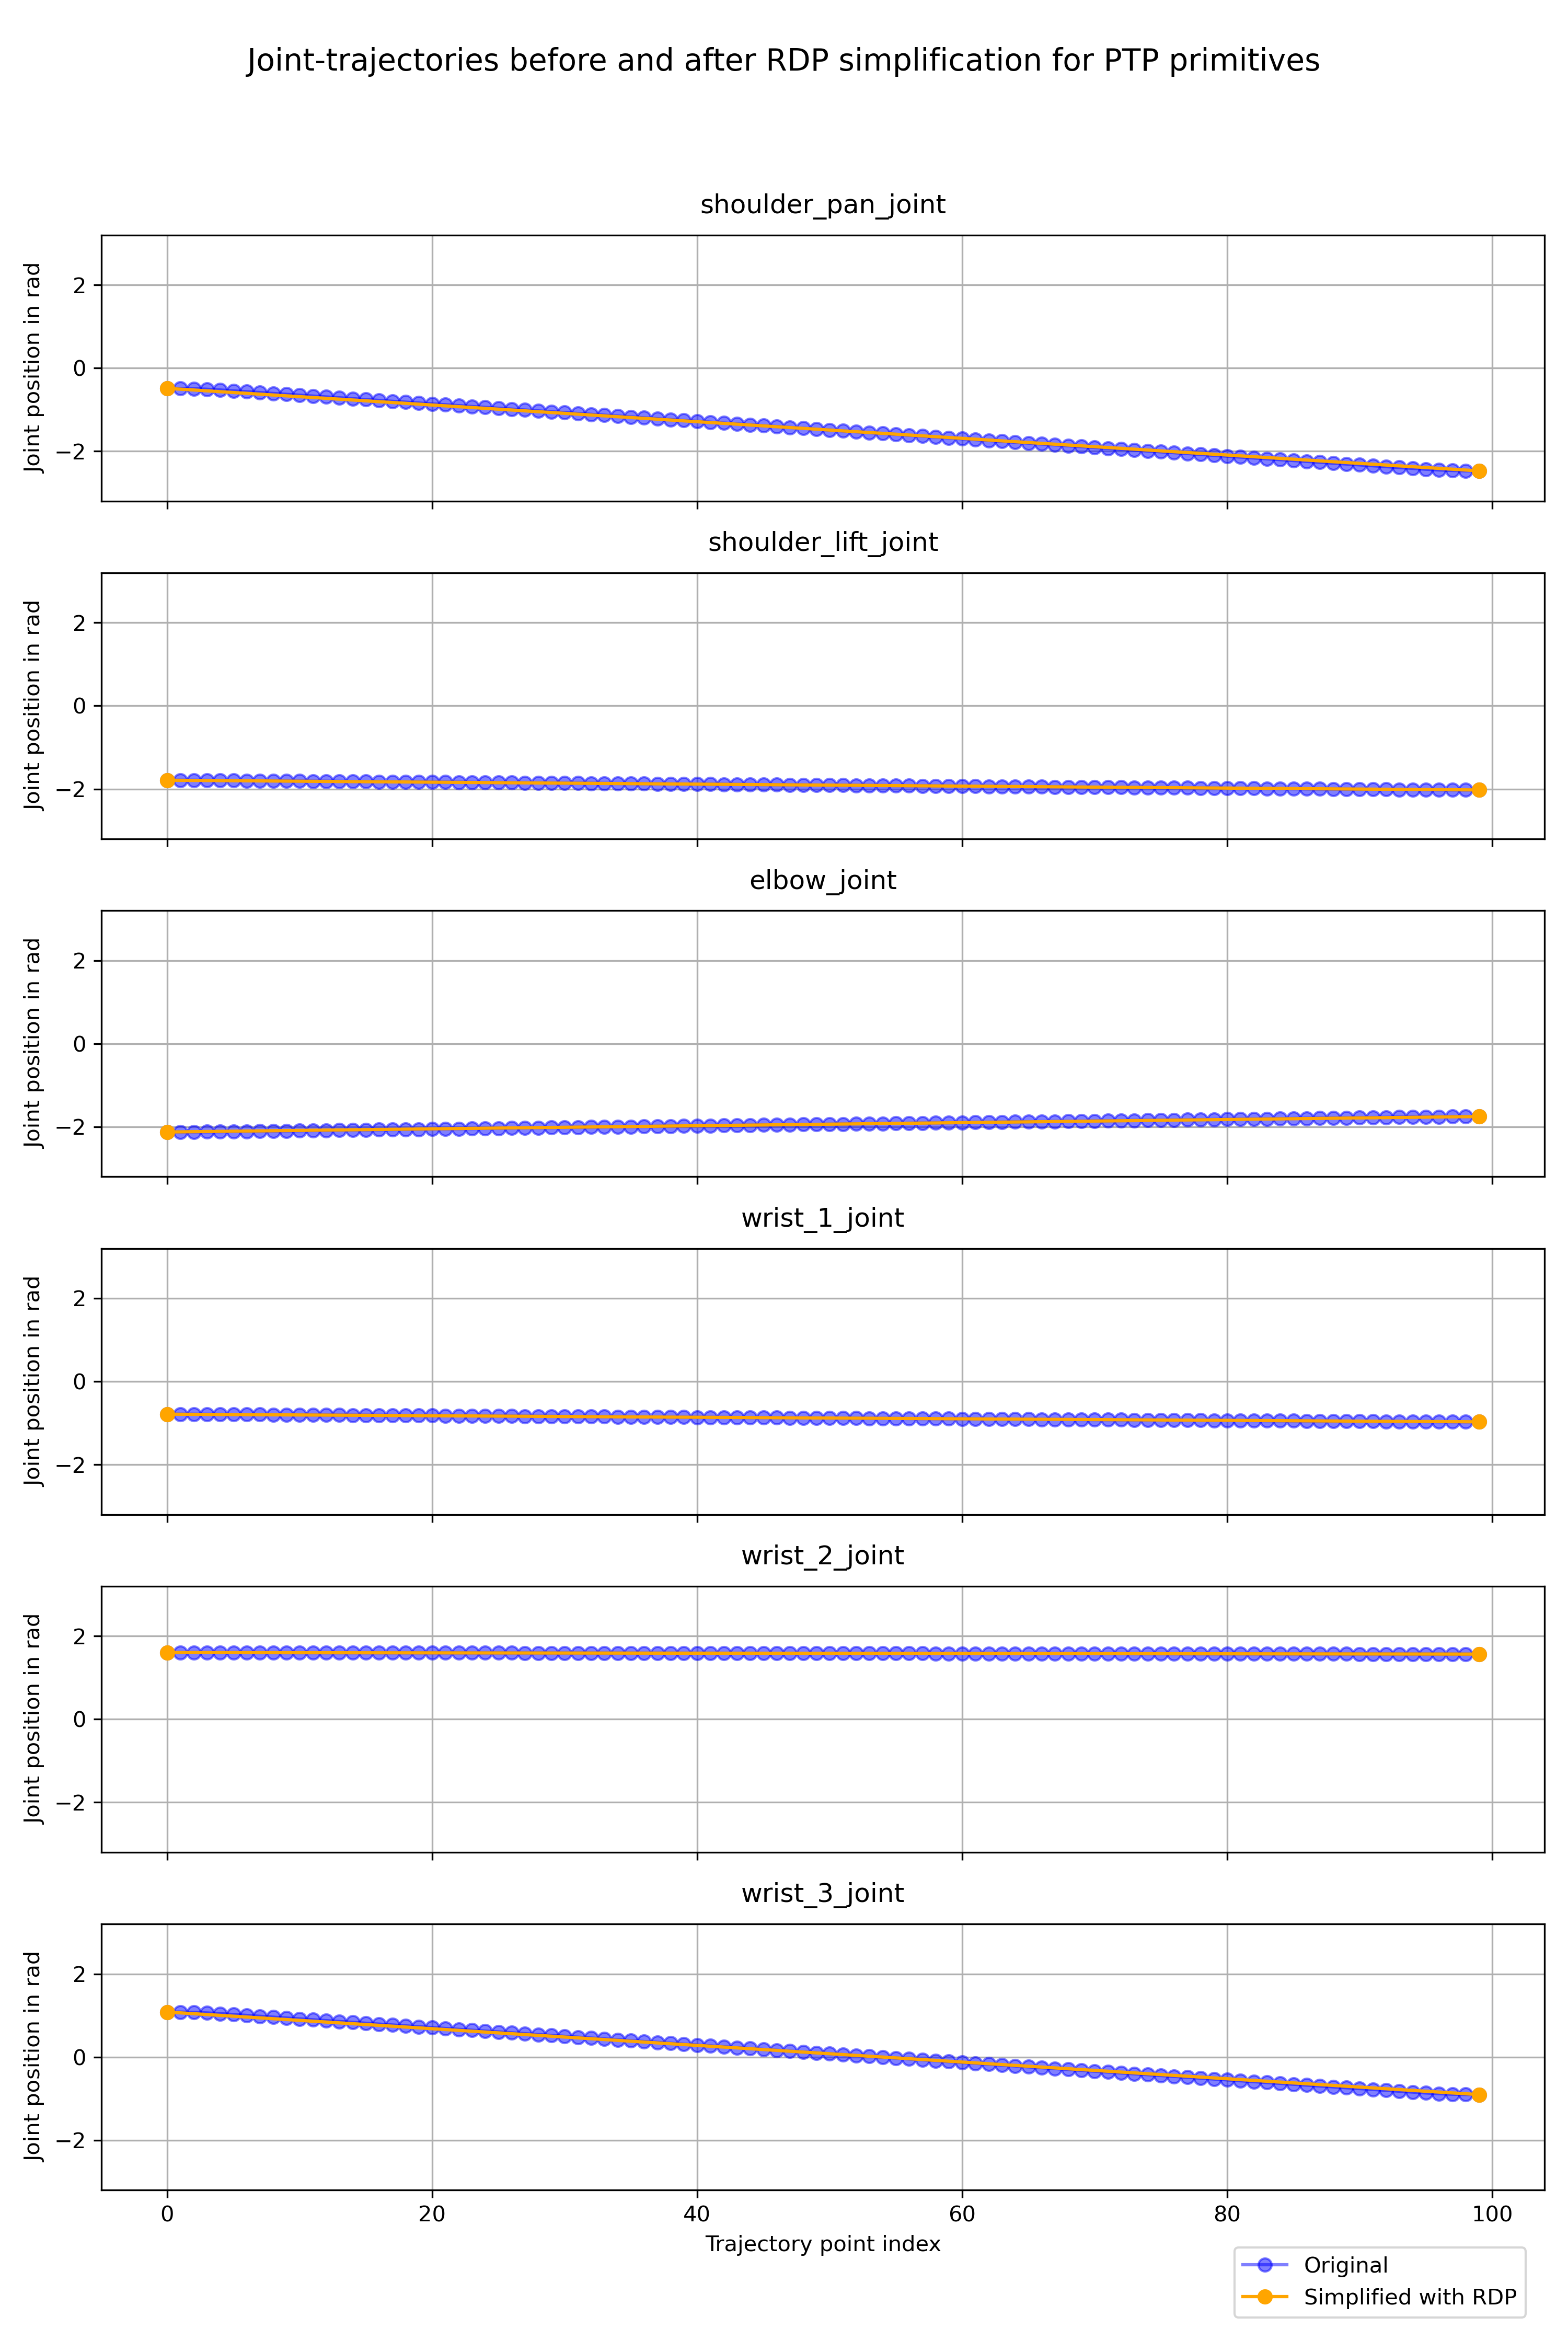 Joint-trajectories before and after RDP simplification for PTP primitives
shoulder_pan_joint
Joint position in rad
2
0
−2
shoulder_lift_joint
Joint position in rad
2
0
−2
elbow_joint
Joint position in rad
2
0
−2
wrist_1_joint
Joint position in rad
2
0
−2
wrist_2_joint
Joint position in rad
2
0
−2
wrist_3_joint
Joint position in rad
2
0
−2
0 20 40 60 80 100
Trajectory point index
Original
Simplified with RDP